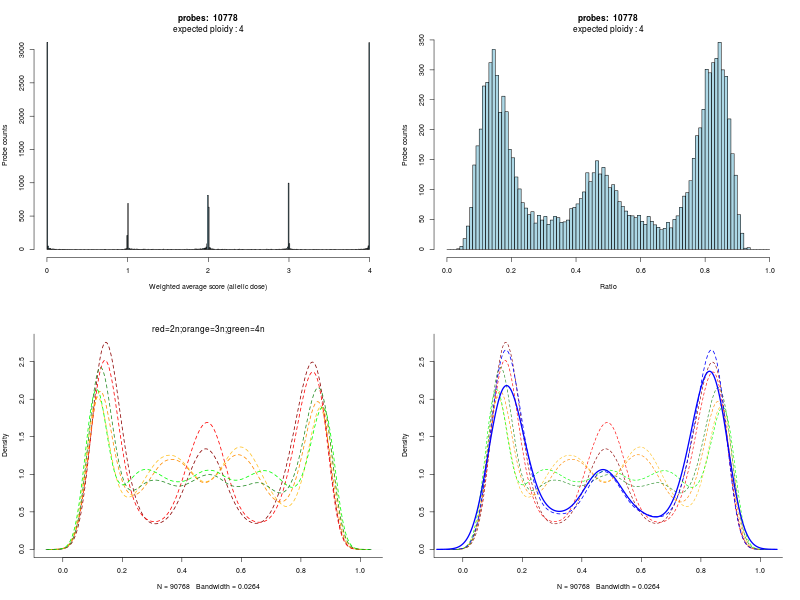 probes: 10778
expected ploidy : 4
Probe counts
3000
2500
2000
1500
1000
500
0
0 1 2 3 4
Weighted average score (allelic dose)
probes: 10778
expected ploidy : 4
Probe counts
350
300
250
200
150
100
50
0
0.0 0.2 0.4 0.6 0.8 1.0
Ratio
red=2n;orange=3n;green=4n
Density
2.5
2.0
1.5
1.0
0.5
0.0
0.0 0.2 0.4 0.6 0.8 1.0
N = 90768 Bandwidth = 0.0264
Density
2.5
2.0
1.5
1.0
0.5
0.0
0.0 0.2 0.4 0.6 0.8 1.0
N = 90768 Bandwidth = 0.0264